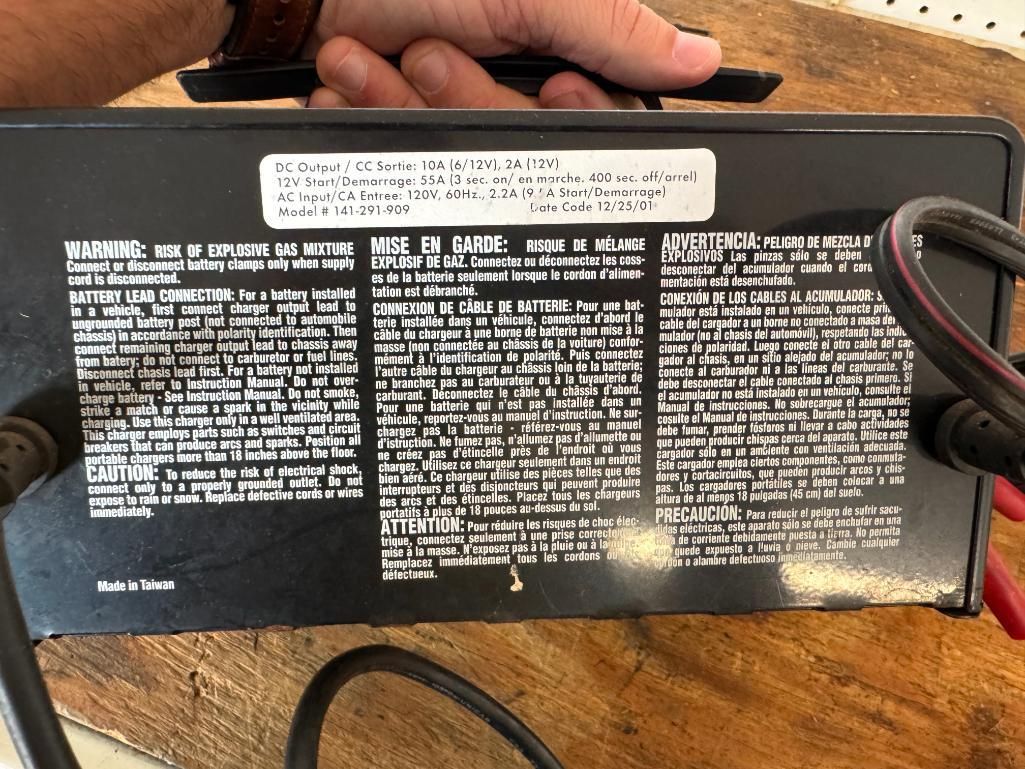 DC Output / CC Sortie: 10A (6/12V), 2A (12V)
12V Start/Demarrage: 55A (3 sec. on/ en marche. 400 sec. off/arrel)
AC Input/CA Entree: 120V, 60Hz., 2.2A (9. A Start/Demarrage)
Model # 141-291-909 Date Code 12/25/01
WARNING: RISK OF EXPLOSIVE GAS MIXTURE
Connect or disconnect battery clamps only when supply
cord is disconnected.
BATTERY LEAD CONNECTION: For a battery installed
in a vehicle, first connect charger output lead to
ungrounded battery post (not connected to automobile
chassis) in accordance with polarity identification. Then
connect remaining charger output lead to chassis away
from battery; do not connect to carburetor or fuel lines.
Disconnect chasis lead first. For a battery not installed
in vehicle, refer to Instruction Manual. Do not over-
charge battery - See Instruction Manual. Do not smoke,
strike a match or cause a spark in the vicinity while
charging. Use this charger only in a well ventilated area.
This charger employs parts such as switches and circuit
breakers that can produce arcs and sparks. Position all
portable chargers more than 18 inches above the floor.
CAUTION: To reduce the risk of electrical shock,
connect only to a properly grounded outlet. Do not
expose to rain or snow. Replace defective cords or wires
immediately.
Made in Taiwan
MISE EN GARDE: RISQUE DE MÉLANGE
EXPLOSIF DE GAZ. Connectez ou déconnectez les coss-
es de la batterie seulement lorsque le cordon d'alimen-
tation est débranché.
CONNEXION DE CÂBLE DE BATTERIE: Pour une bat-
terie installée dans un véhicule, connectez d'abord le
câble du chargeur à une borne de batterie non mise à la
masse (non connectée au châssis de la voiture) confor-
mément à l'identification de polarité. Puis connectez
l'autre câble du chargeur au châssis loin de la batterie;
ne branchez pas au carburateur ou à la tuyauterie de
carburant. Déconnectez le câble du châssis d'abord.
Pour une batterie qui n'est pas installée dans un
véhicule, reportez-vous au manuel d'instruction. Ne sur-
chargez pas la batterie - référez-vous au manuel
d'istruction. Ne fumez pas, n'allumez pas d'allumette ou
ne créez pas d'étincelle près de l'endroit où vous
chargez. Utilisez ce chargeur seulement dans un endroit
bien aéré. Ce chargeur utilise des pièces telles que des
interrupteurs et des disjoncteurs qui peuvent produire
des arcs et des étincelles. Placez tous les chargeurs
portatifs à plus de 18 pouces au-dessus du sol.
ATTENTION: Pour réduire les risques de choc élec-
trique, connectez seulement à une prise correcte
mise à la masse. N'exposez pas à la pluie ou à la
Remplacez immédiatement tous les cordons ou
défectueux.
ADVERTENCIA: PELIGRO DE MEZCLA D ES
EXPLOSIVOS Las pinzas sólo se deben o
desconectar del acumulador cuando el cor
mentación está desenchufado.
CONEXIÓN DE LOS CABLES AL ACUMULADOR: S
mulador está instalado en un vehículo, conecte pri
cable del cargador a un borne no conectado a masa del
mulador (no al chasis del automóvil), respetando las indi
ciones de polaridad. Luego conecte el otro cable del car-
gador al chasis, en un sitio alejado del acumulador; no lo
conecte al carburador ni a las líneas del carburante. Se
debe desconectar el cable conectado al chasis primero. Si
el acumulador no está instalado en un vehículo, consulte el
Manual de instrucciones. No sobrecargue el acumulador;
cosulte el Manual de instrucciones. Durante la carga, no se
debe fumar, prender fósforos ni llevar a cabo actividades
que pueden producir chispas cerca del aparato. Utilice este
cargador sólo en un ambiente con ventilación adecuada.
Este cargador emplea ciertos componentes, como conmuta-
dores y cortacircuitos, que pueden producir arcos y chis-
pas. Los cargadores portátiles se deben colocar a una
altura de al menos 18 pulgadas (45 cm) del suelo.
PRECAUCIÓN: Para reducir el peligro de sufrir sacu-
didas eléctricas, este aparato sólo se debe enchufar en una
de corriente debidamente puesta a tierra. No permita
que quede expuesto a lluvia o nieve. Cambie cualquier
cordón o alambre defectuoso inmediatamente.